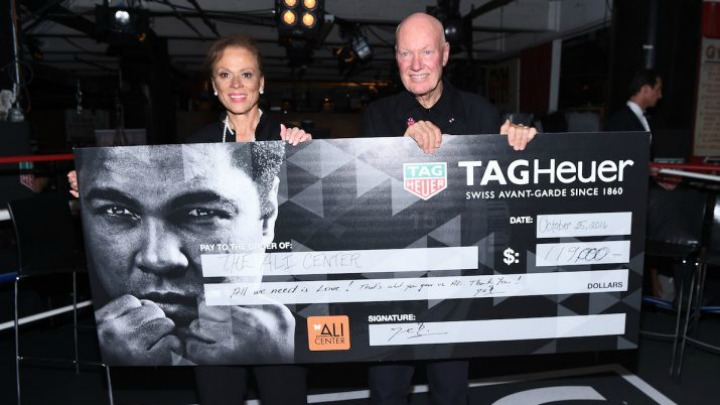 TAG
HEUER
TAGHeuer
SWISS AVANT-GARDE SINCE 1860
DATE: October 25, 2016
PAY TO THE ORDER OF:
THE ALI CENTER
$: 119,000
All we need is Love! That's what you gave us Ali. Thank You!
DOLLARS
ALI
CENTER
SIGNATURE: